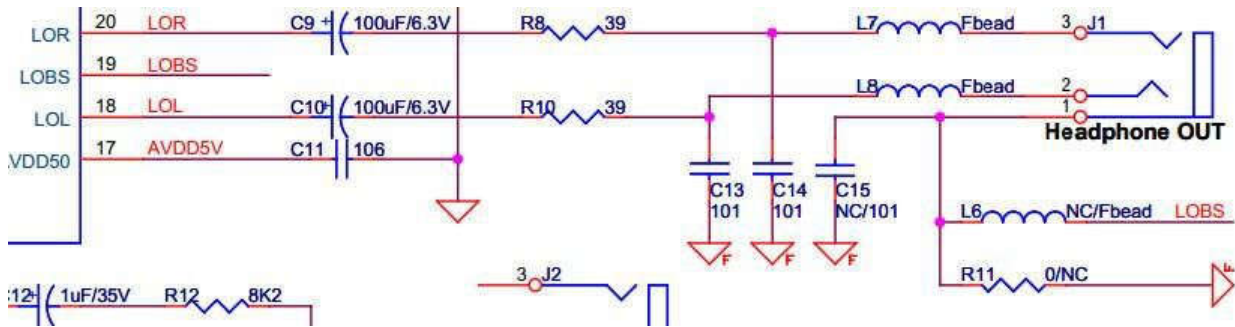 20 LOR C9 + 100uF/6.3V R8 39 L7 Fbead 3 J1
LOR
19 LOBS
LOBS
L8 Fbead 2
18 LOL C10 + 100uF/6.3V R10 39 1
LOL
Headphone OUT
17 AVDD5V C11 106
VDD50
C13 C14 C15
101 101 NC/101
L6 NC/Fbead LOBS
F F F
R11 0/NC F
3 J2
12 + 1uF/35V R12 8K2